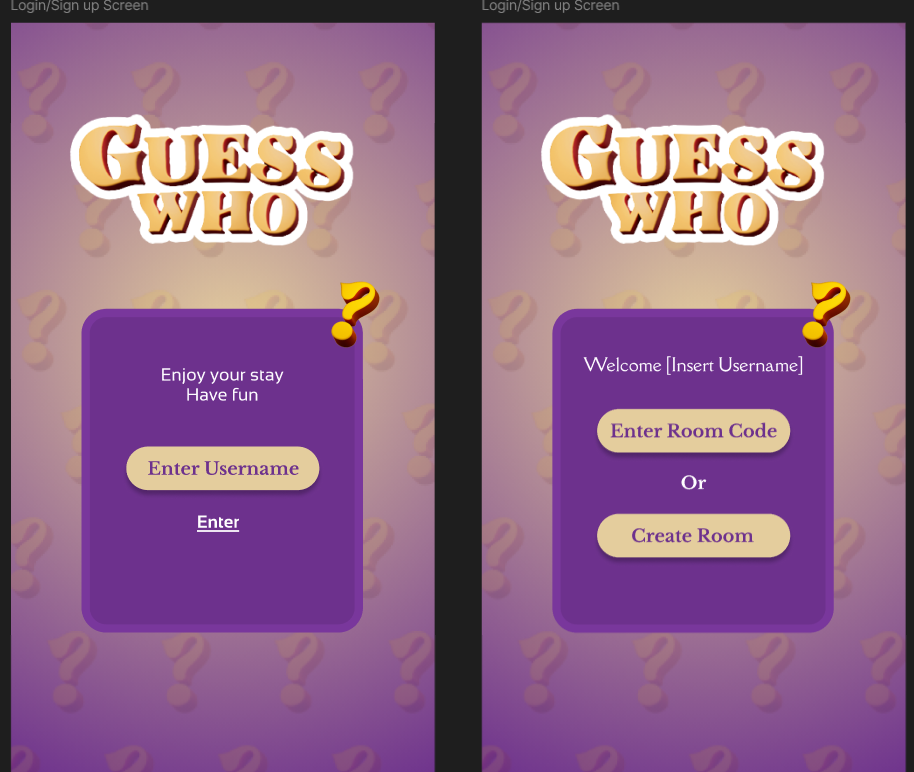 Login/Sign up Screen
GUESS
WHO
?
Enjoy your stay
Have fun
Enter Username
Enter
Login/Sign up Screen
GUESS
WHO
?
Welcome [Insert Username]
Enter Room Code
Or
Create Room